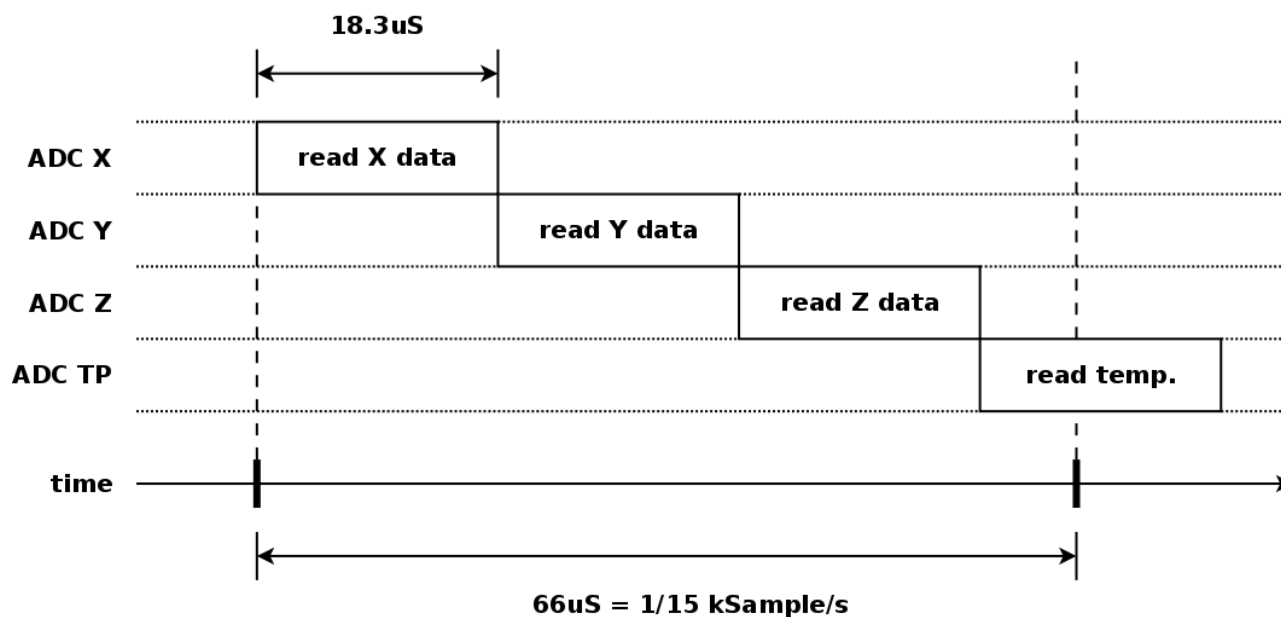 18.3uS
ADC X
read X data
ADC Y
read Y data
ADC Z
read Z data
ADC TP
read temp.
time
66uS = 1/15 kSample/s